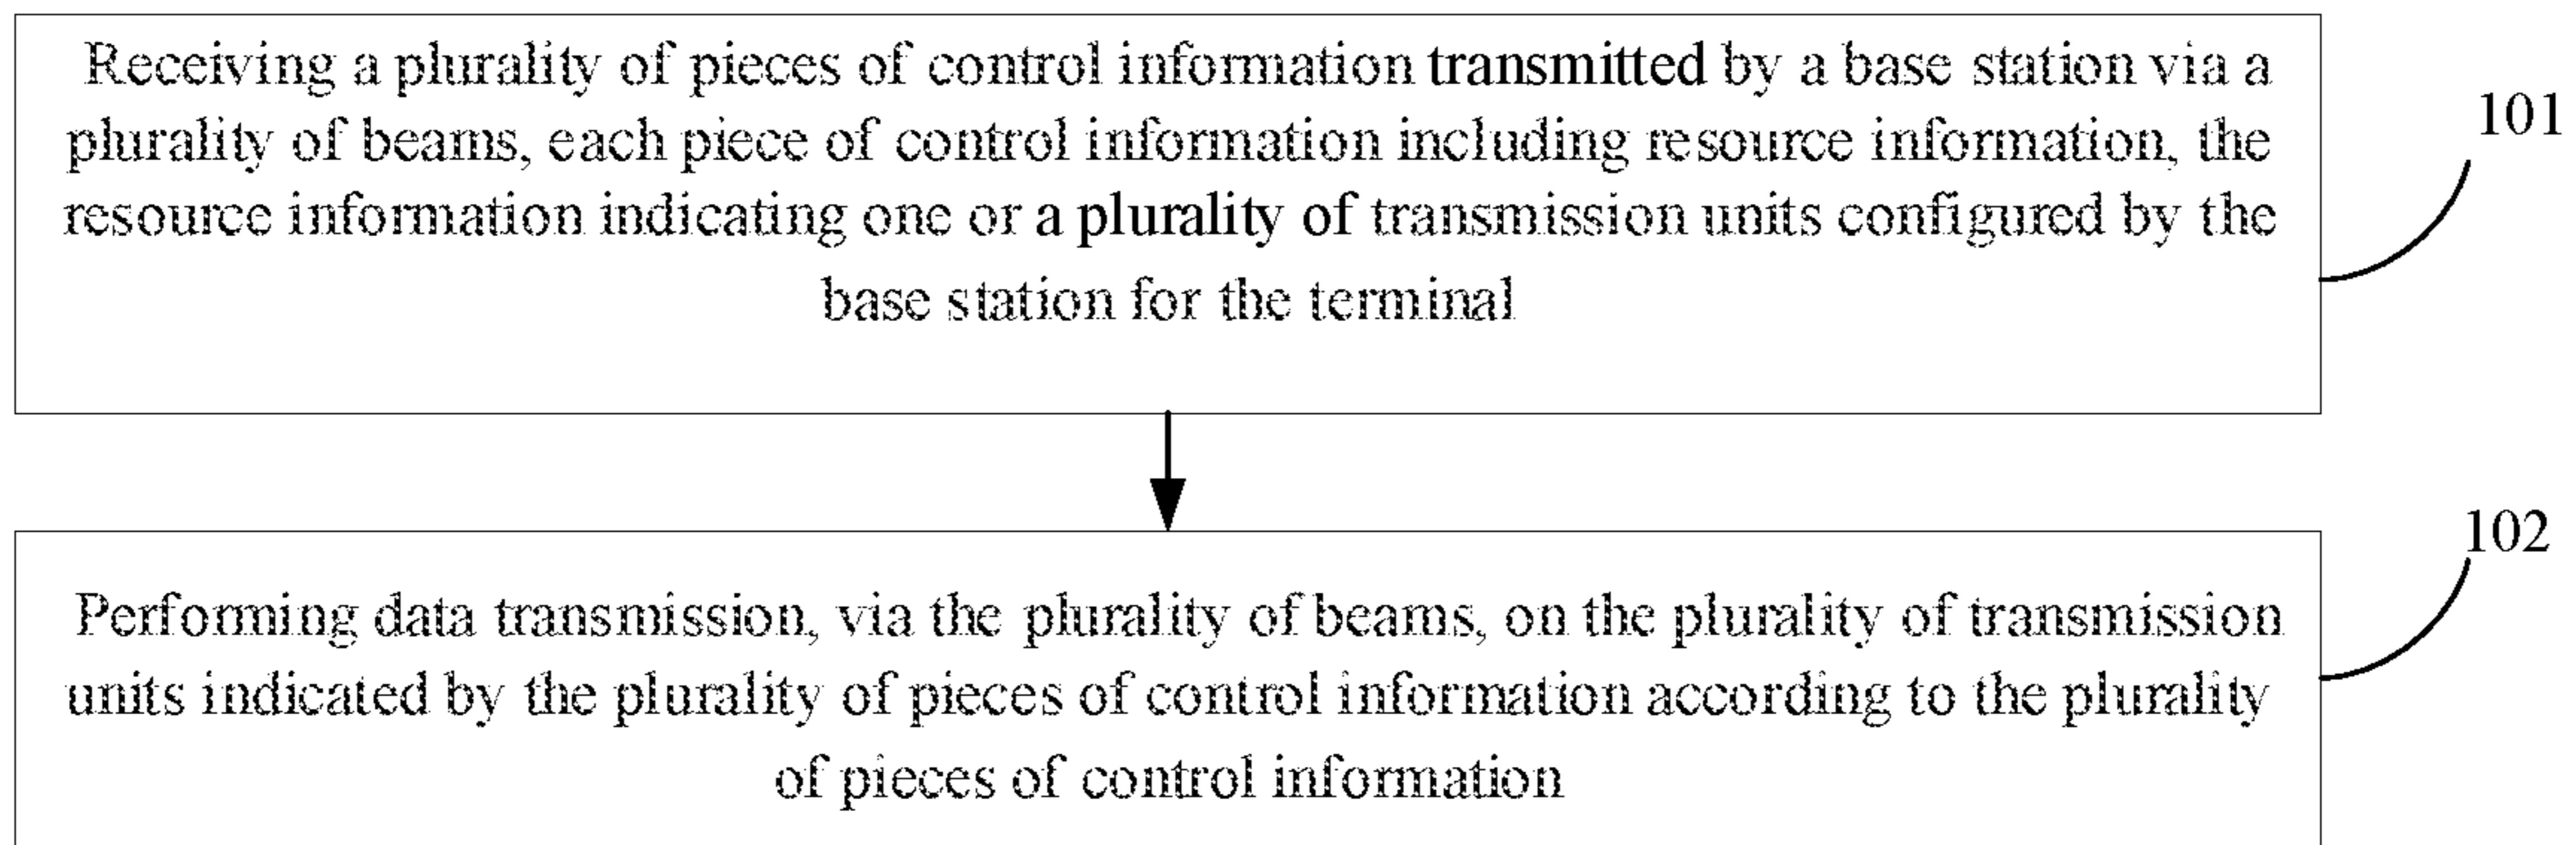 Receiving a plurality of pieces of control information transmitted by a base station via a
plurality of beams, each piece of control information including resource information, the
resource information indicating one or a plurality of transmission units configured by the
base station for the terminal
101
Performing data transmission, via the plurality of beams, on the plurality of transmission
units indicated by the plurality of pieces of control information according to the plurality
of pieces of control information
102